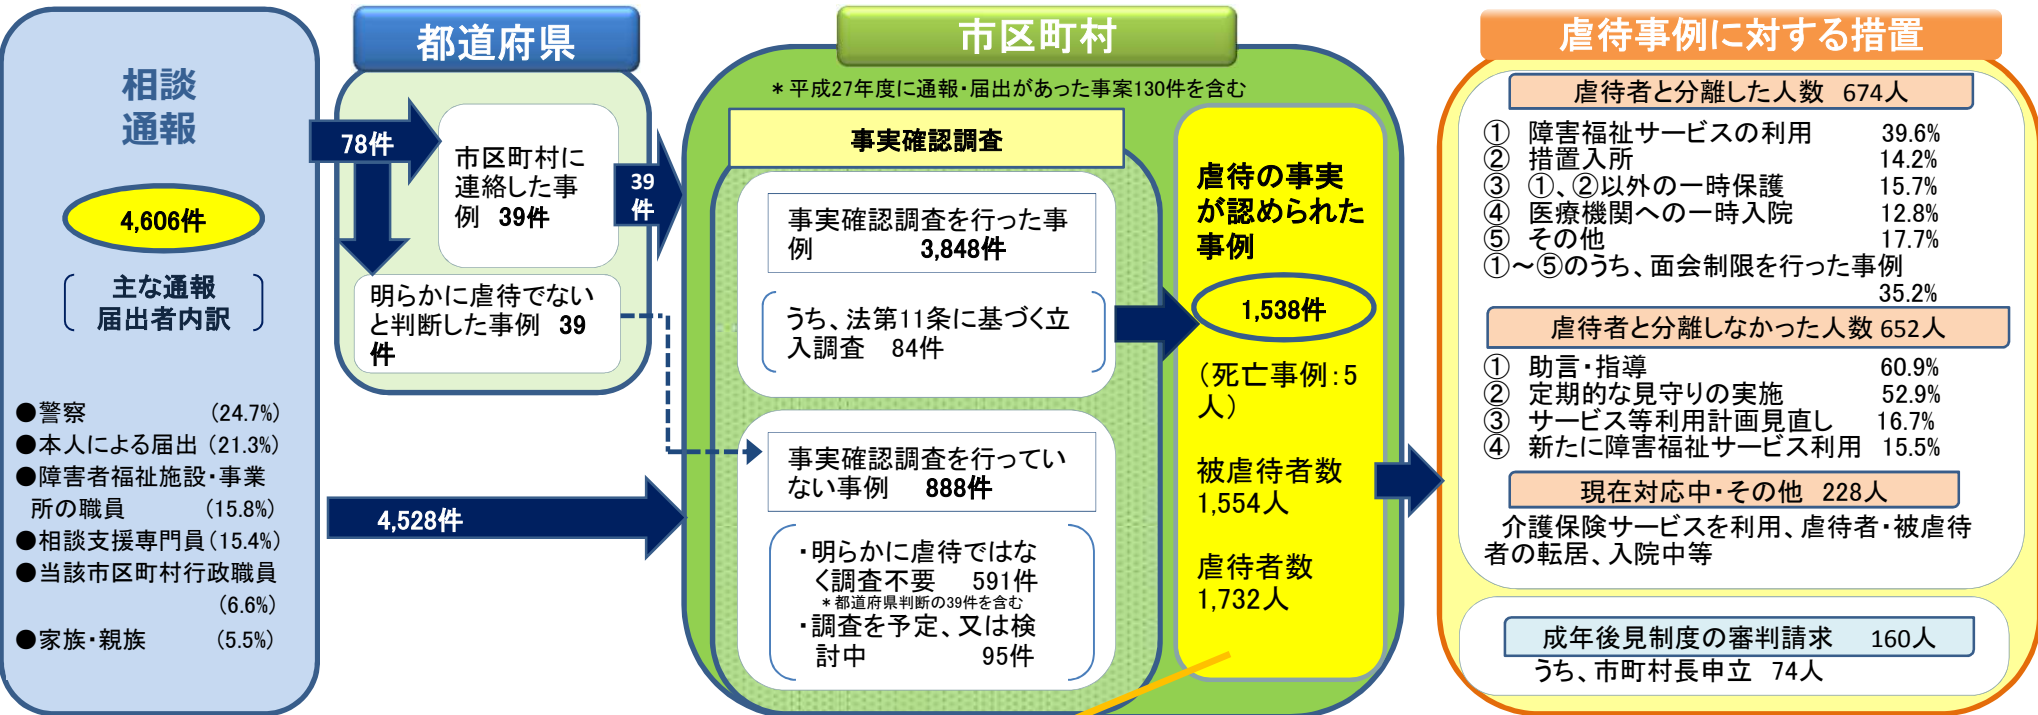 相談
通報
4,606件
主な通報
届出者内訳
●警察 (24.7%)
●本人による届出 (21.3%)
●障害者福祉施設・事業
所の職員 (15.8%)
●相談支援専門員(15.4%)
●当該市区町村行政職員
(6.6%)
●家族・親族 (5.5%)
都道府県
78件
市区町村に
連絡した事
例 39件
39
件
明らかに虐待でない
と判断した事例 39
件
4,528件
市区町村
*平成27年度に通報・届出があった事案130件を含む
事実確認調査
事実確認調査を行った事
例 3,848件
うち、法第11条に基づく立
入調査 84件
事実確認調査を行ってい
ない事例 888件
・明らかに虐待ではな
く調査不要 591件
*都道府県判断の39件を含む
・調査を予定、又は検
討中 95件
虐待の事実
が認められた
事例
1,538件
(死亡事例:5
人)
被虐待者数
1,554人
虐待者数
1,732人
虐待事例に対する措置
虐待者と分離した人数 674人
① 障害福祉サービスの利用 39.6%
② 措置入所 14.2%
③ ①、②以外の一時保護 15.7%
④ 医療機関への一時入院 12.8%
⑤ その他 17.7%
①~⑤のうち、面会制限を行った事例
35.2%
虐待者と分離しなかった人数 652人
① 助言・指導 60.9%
② 定期的な見守りの実施 52.9%
③ サービス等利用計画見直し 16.7%
④ 新たに障害福祉サービス利用 15.5%
現在対応中・その他 228人
介護保険サービスを利用、虐待者・被虐待
者の転居、入院中等
成年後見制度の審判請求 160人
うち、市町村長申立 74人